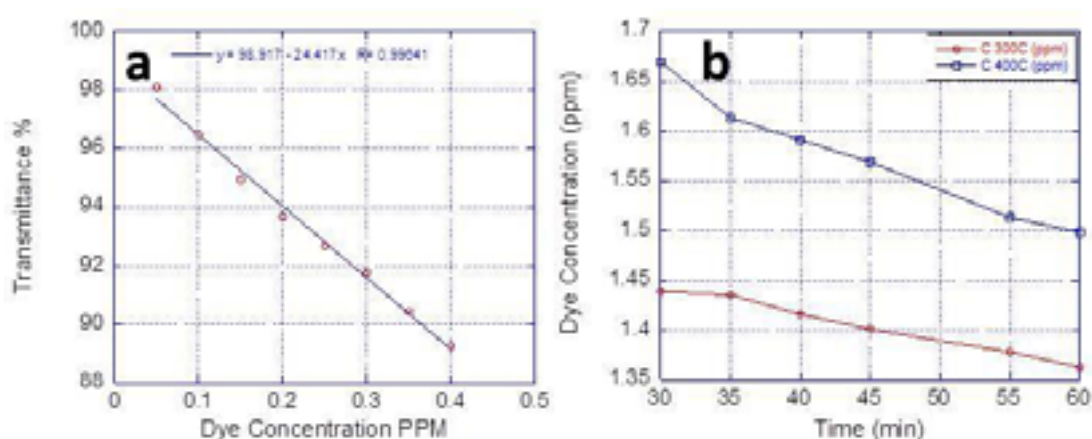 a
y= 98.917 - 24.417x R= 0.99641
100
98
96
94
92
90
88
0 0.1 0.2 0.3 0.4 0.5
Transmittance %
Dye Concentration PPM
b
C 300C (ppm)
C 400C (ppm)
1.7
1.65
1.6
1.55
1.5
1.45
1.4
1.35
30 35 40 45 50 55 60
Dye Concentration (ppm)
Time (min)